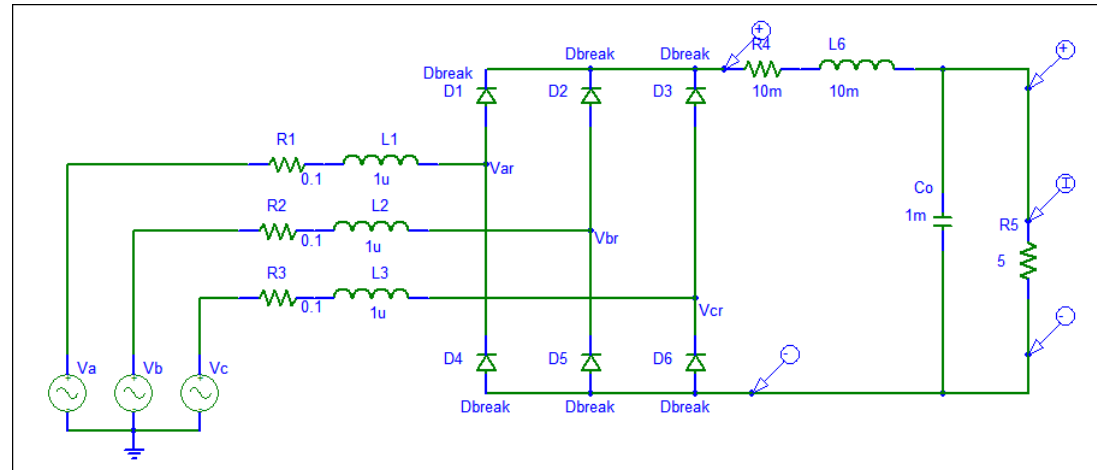 Dbreak
Dbreak
R4
L6
Dbreak
D1
D2
D3
10m
10m
R1
L1
Var
0.1
1u
Co
1m
R2
L2
0.1
1u
Vbr
I
R5
5
R3
L3
0.1
1u
Vcr
Va
Vb
Vc
D4
D5
D6
Dbreak
Dbreak
Dbreak